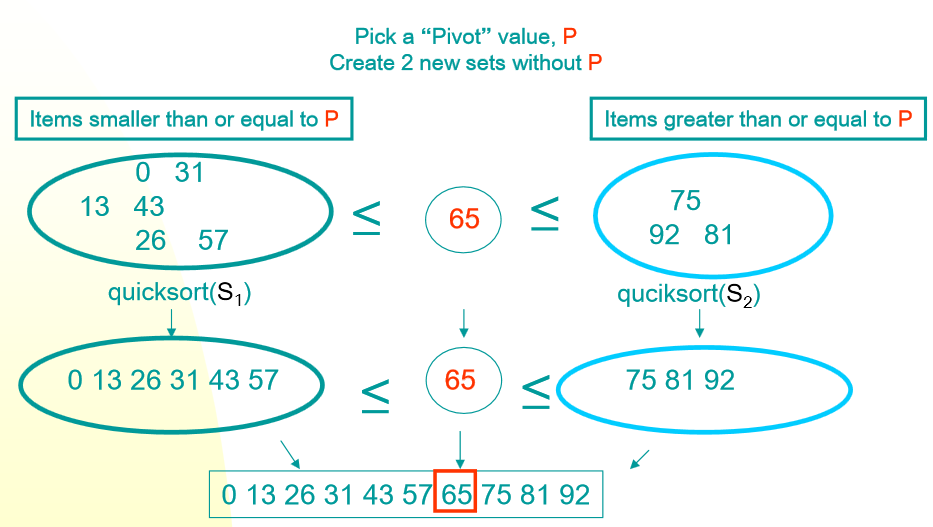 Pick a “Pivot” value, P
Create 2 new sets without P
Items smaller than or equal to P
Items greater than or equal to P
0 31
13 43
26 57
≤
65
≤
75
92 81
quicksort(S1)
quciksort(S2)
0 13 26 31 43 57
≤
65
≤
75 81 92
0 13 26 31 43 57 65 75 81 92